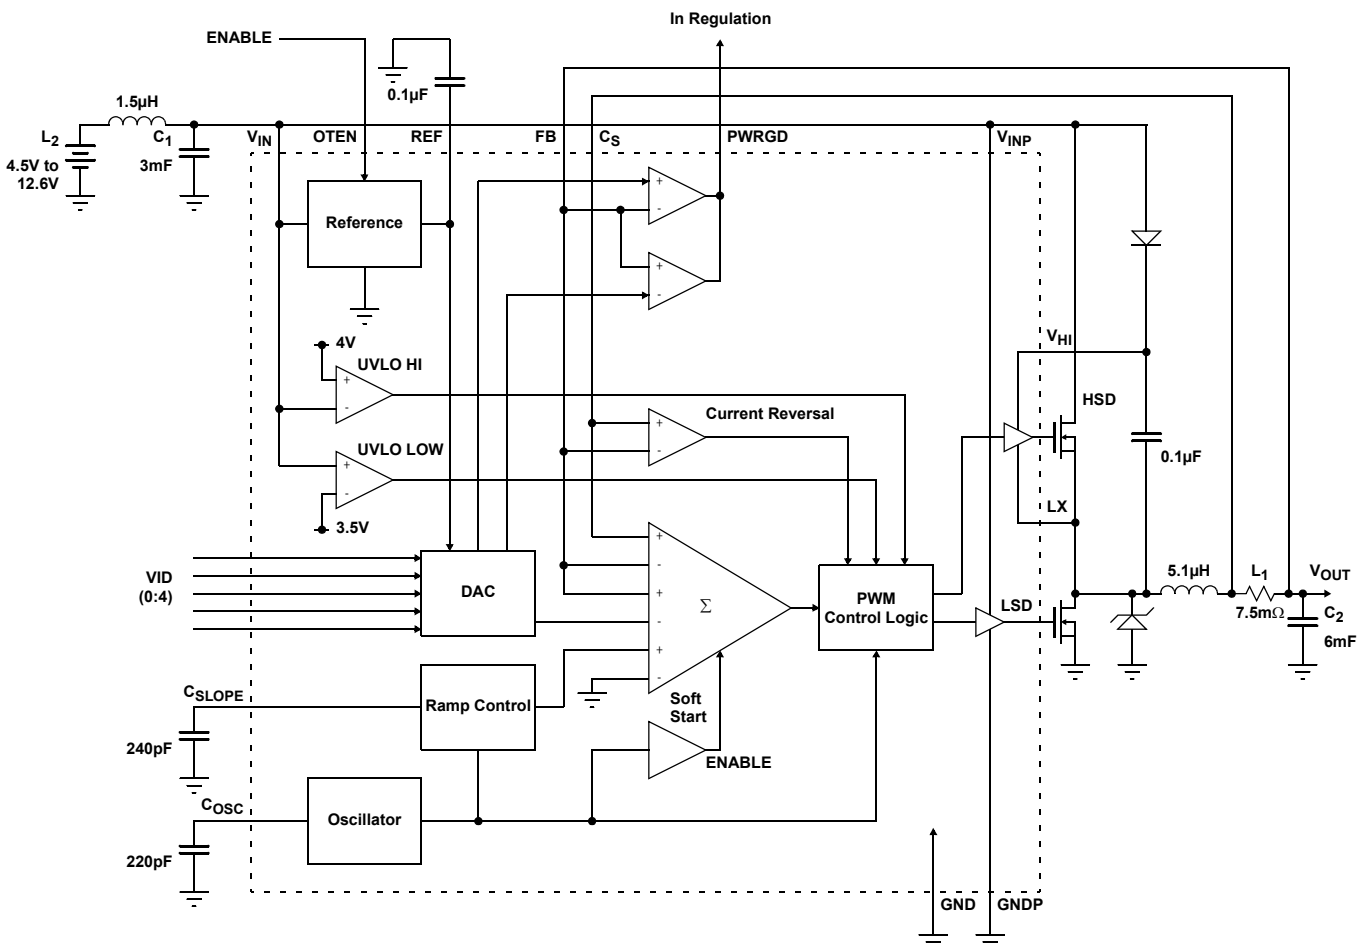 In Regulation
ENABLE
0.1µF
1.5µH
L2
C1
VIN
OTEN
REF
FB
CS
PWRGD
VINP
4.5V to
12.6V
3mF
+
-
Reference
+
-
4V
UVLO HI
+
-
VHI
HSD
Current Reversal
+
-
0.1µF
UVLO LOW
+
-
3.5V
LX
+
-
+
-
+
-
Σ
VID
(0:4)
DAC
PWM
Control Logic
LSD
5.1µH
L1
VOUT
7.5mΩ
C2
6mF
CSLOPE
Ramp Control
Soft
Start
240pF
ENABLE
COSC
Oscillator
220pF
GND
GNDP